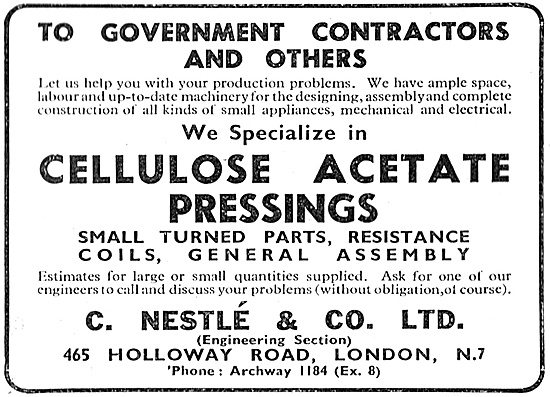 TO GOVERNMENT CONTRACTORS
AND OTHERS
Let us help you with your production problems. We have ample space,
labour and up-to-date machinery for the designing, assembly and complete
construction of all kinds of small appliances, mechanical and electrical.
We Specialize in
CELLULOSE ACETATE
PRESSINGS
SMALL TURNED PARTS, RESISTANCE
COILS, GENERAL ASSEMBLY
Estimates for large or small quantities supplied. Ask for one of our
engineers to call and discuss your problems (without obligation, of course).
C. NESTLÉ & CO. LTD.
(Engineering Section)
465 HOLLOWAY ROAD, LONDON, N.7
'Phone: Archway 1184 (Ex. 8)